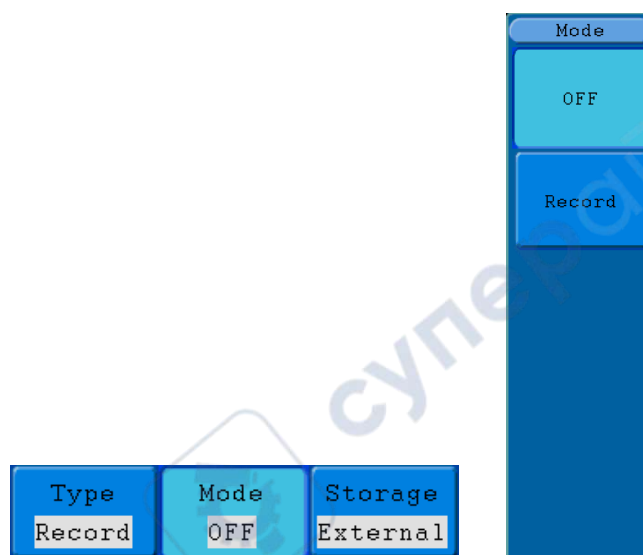 Mode
OFF
Record
Type
Mode
Storage
Record
OFF
External